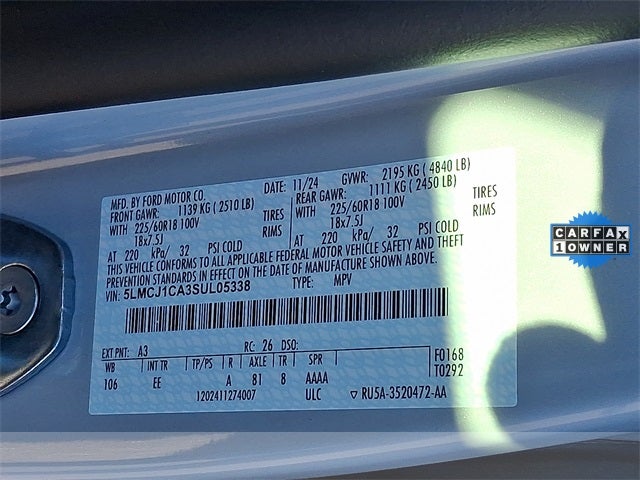 MFD. BY FORD MOTOR CO.
DATE: 11/24 GVWR: 2195 KG ( 4840 LB)
FRONT GAWR: 1139 KG ( 2510 LB) REAR GAWR: 1111 KG ( 2450 LB)
WITH 225/60R18 100V TIRES WITH 225/60R18 100V TIRES
18x7.5J RIMS 18x7.5J RIMS
AT 220 kPa/ 32 PSI COLD AT 220 kPa/ 32 PSI COLD
THIS VEHICLE CONFORMS TO ALL APPLICABLE FEDERAL MOTOR VEHICLE SAFETY AND THEFT
PREVENTION STANDARDS IN EFFECT ON THE DATE OF MANUFACTURE SHOWN ABOVE.
VIN: 5LMCJ1CA3SUL05338 TYPE: MPV
EXT PNT: A3 RC: 26 DSO:
WB INT TR TP/PS R AXLE TR SPR F0168
106 EE A 81 8 AAAA T0292
1202411274007 ULC ▽ RU5A-3520472-AA
CARFAX
1 OWNER